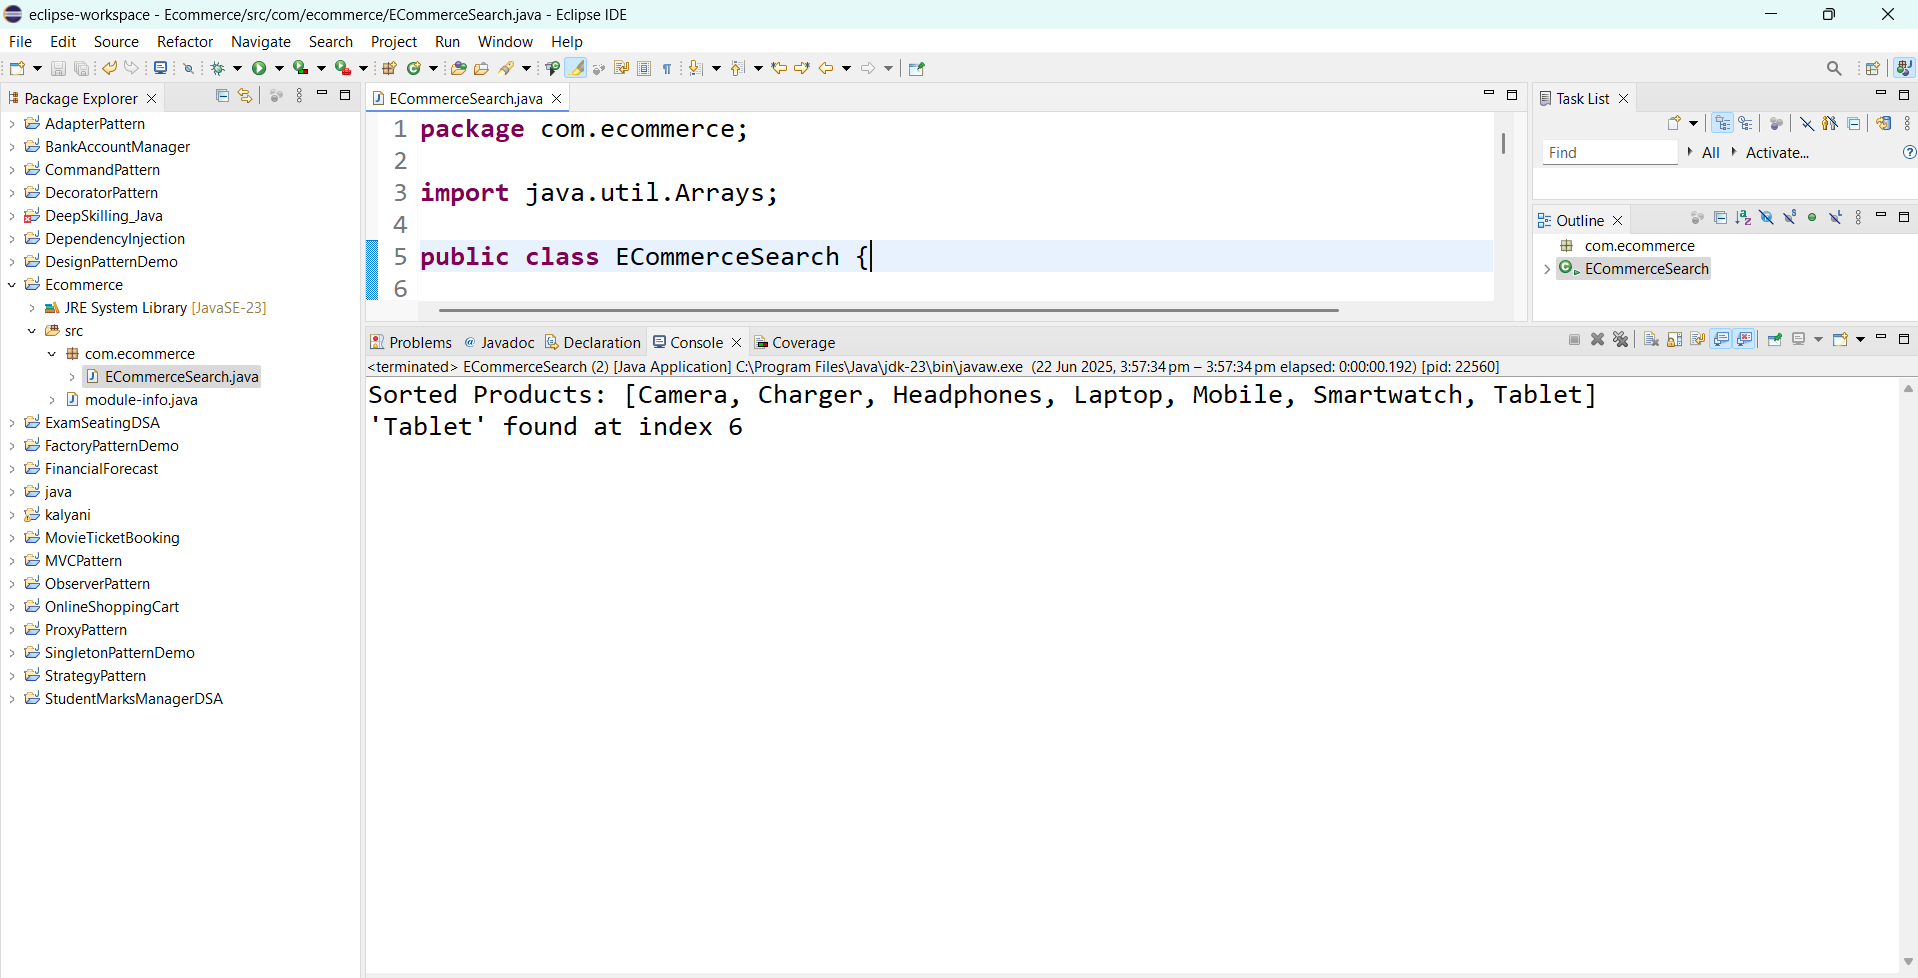 eclipse-workspace - Ecommerce/src/com/ecommerce/ECommerceSearch.java - Eclipse IDE
File Edit Source Refactor Navigate Search Project Run Window Help
Package Explorer
AdapterPattern
BankAccountManager
CommandPattern
DecoratorPattern
DeepSkilling_Java
DependencyInjection
DesignPatternDemo
Ecommerce
JRE System Library [JavaSE-23]
src
com.ecommerce
ECommerceSearch.java
module-info.java
ExamSeatingDSA
FactoryPatternDemo
FinancialForecast
java
kalyani
MovieTicketBooking
MVCPattern
ObserverPattern
OnlineShoppingCart
ProxyPattern
SingletonPatternDemo
StrategyPattern
StudentMarksManagerDSA
ECommerceSearch.java
1 package com.ecommerce;
2
3 import java.util.Arrays;
4
5 public class ECommerceSearch {
6
Problems @ Javadoc Declaration Console Coverage
<terminated> ECommerceSearch (2) [Java Application] C:\Program Files\Java\jdk-23\bin\javaw.exe (22 Jun 2025, 3:57:34 pm – 3:57:34 pm elapsed: 0:00:00.192) [pid: 22560]
Sorted Products: [Camera, Charger, Headphones, Laptop, Mobile, Smartwatch, Tablet]
'Tablet' found at index 6
Task List
Find All Activate...
Outline
com.ecommerce
ECommerceSearch